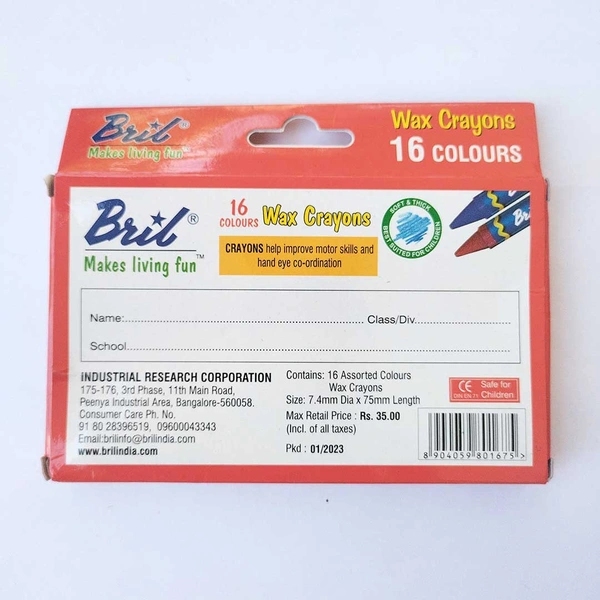 Bril®
Makes living fun™
Wax Crayons
16 COLOURS
Bril®
Makes living fun™
16 COLOURS Wax Crayons
CRAYONS help improve motor skills and
hand eye co-ordination
SOFT & THICK
BEST SUITED FOR CHILDREN
Name: Class/Div.
School
INDUSTRIAL RESEARCH CORPORATION
175-176, 3rd Phase, 11th Main Road,
Peenya Industrial Area, Bangalore-560058.
Consumer Care Ph. No.
91 80 28396519, 09600043343
Email:brilinfo@brilindia.com
www.brilindia.com
Contains: 16 Assorted Colours
Wax Crayons
Size: 7.4mm Dia x 75mm Length
Max Retail Price : Rs. 35.00
(Incl. of all taxes)
Pkd : 01/2023
CE
DIN EN 71
Safe for
Children
8 904059 801675 >